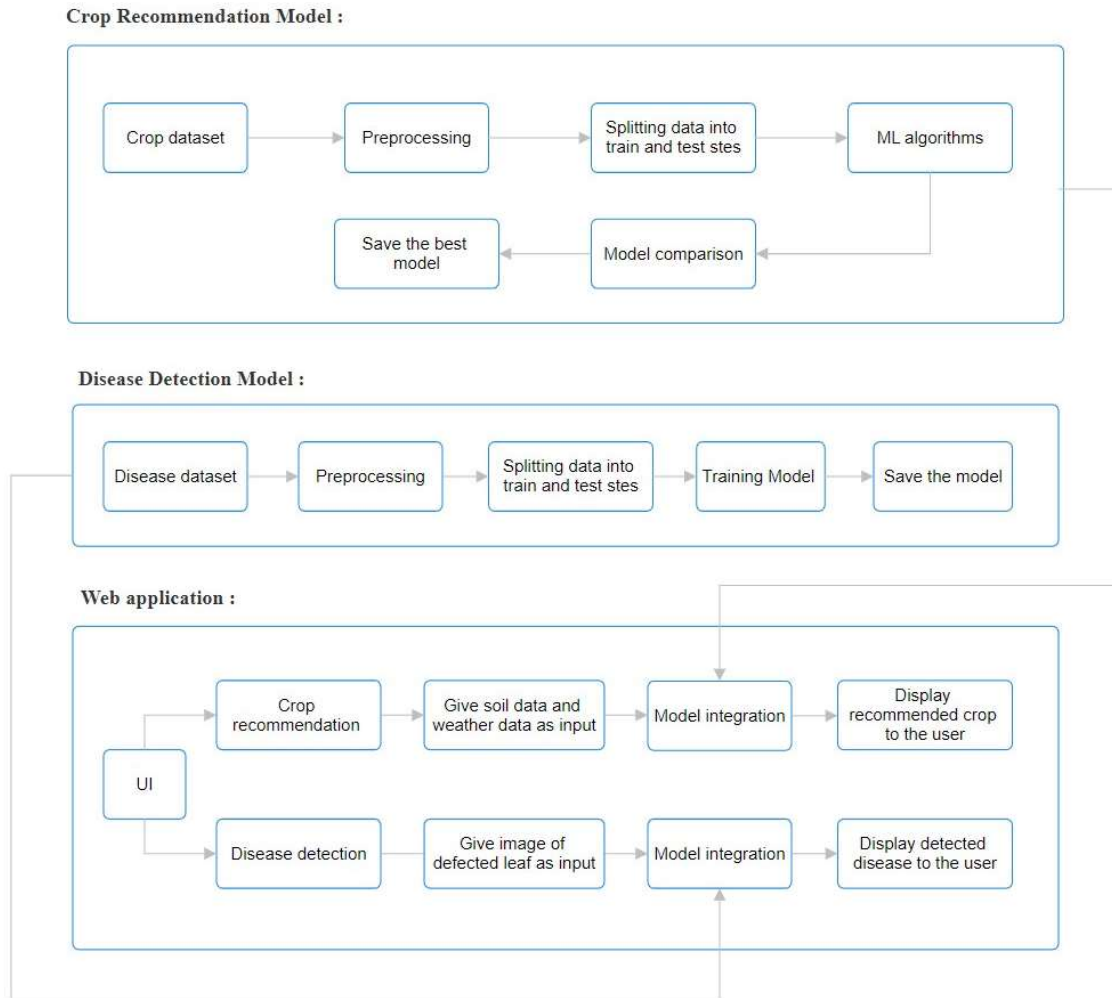 Crop Recommendation Model :
Crop dataset
Preprocessing
Splitting data into
train and test stes
ML algorithms
Save the best
model
Model comparison
Disease Detection Model :
Disease dataset
Preprocessing
Splitting data into
train and test stes
Training Model
Save the model
Web application :
UI
Crop
recommendation
Give soil data and
weather data as input
Model integration
Display
recommended crop
to the user
Disease detection
Give image of
defected leaf as input
Model integration
Display detected
disease to the user